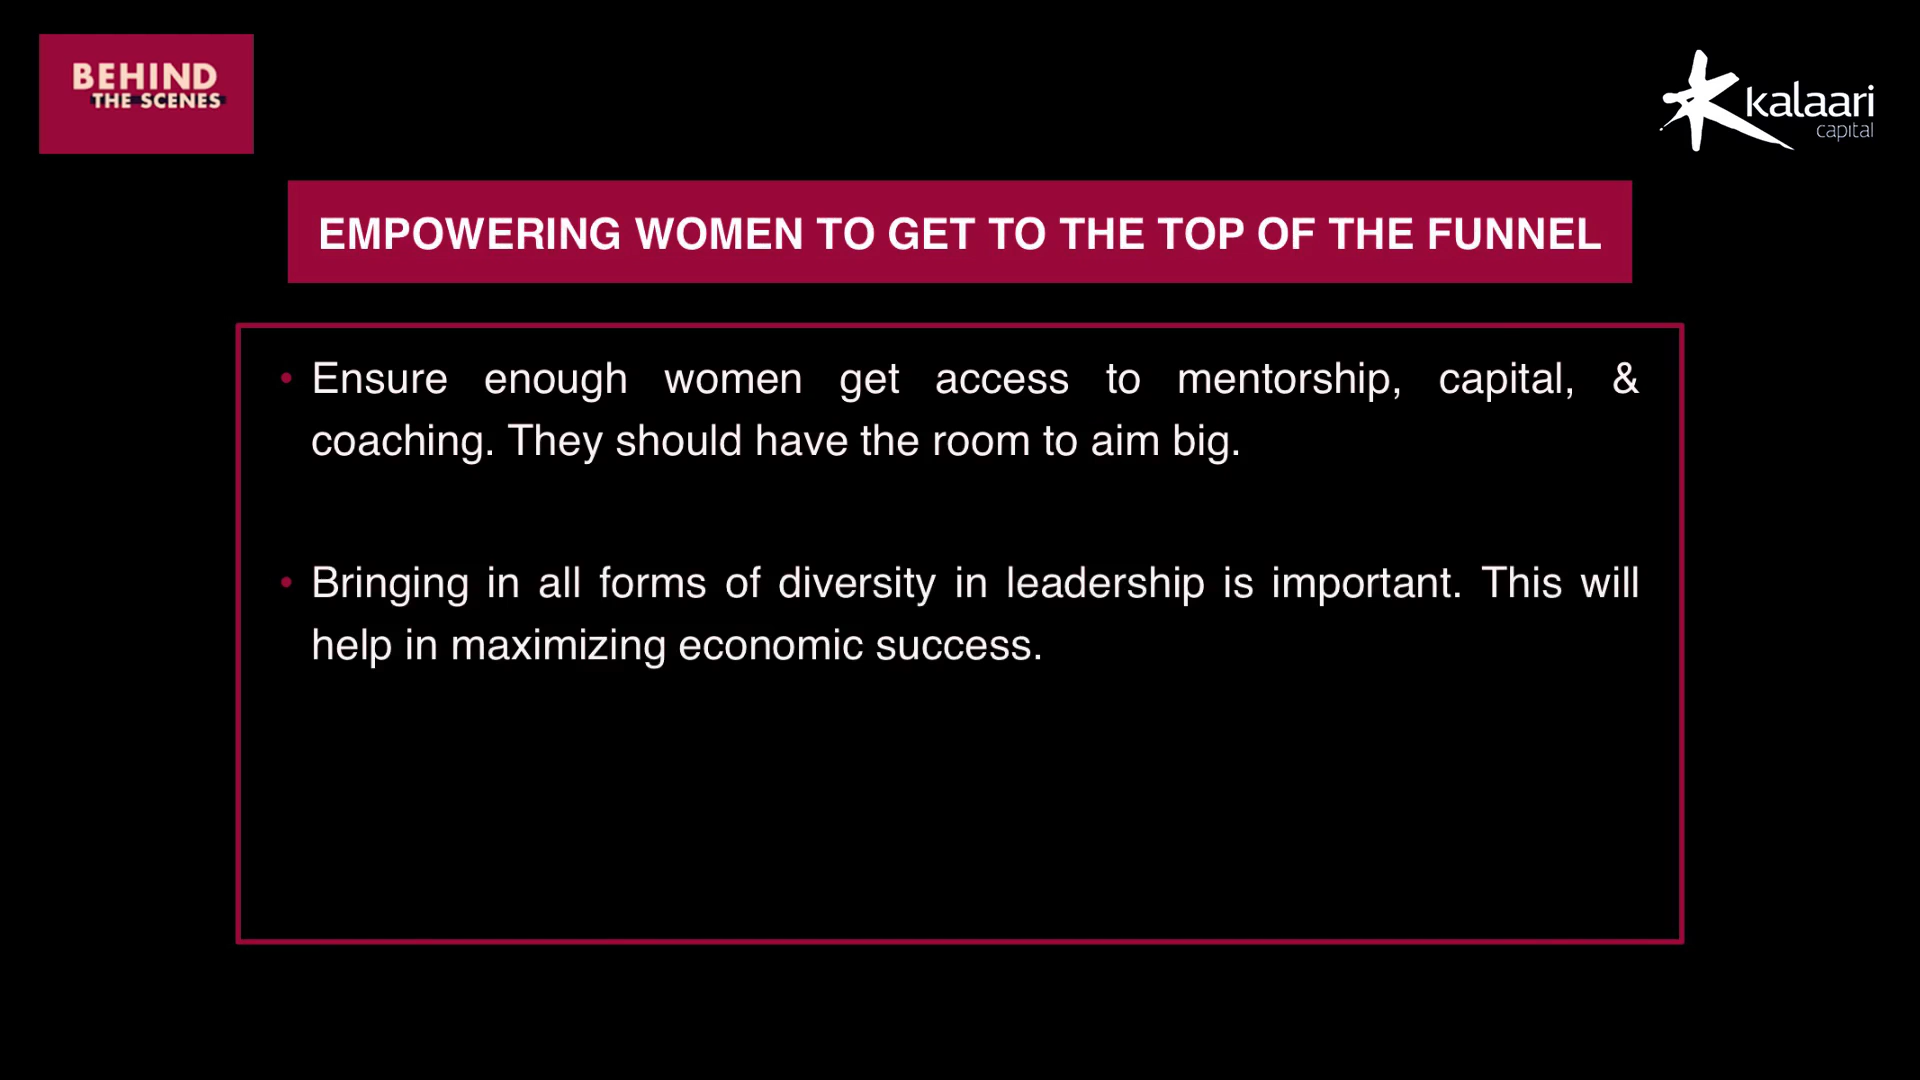 BEHIND
THE SCENES
kalaari
capital
EMPOWERING WOMEN TO GET TO THE TOP OF THE FUNNEL
• Ensure enough women get access to mentorship, capital, &
coaching. They should have the room to aim big.
• Bringing in all forms of diversity in leadership is important. This will
help in maximizing economic success.